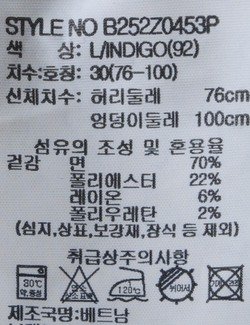 STYLE NO B252Z0453P
색 상: L/INDIGO(92)
치수:호칭: 30(76-100)
신체치수: 허리둘레 76cm
엉덩이둘레 100cm
섬유의 조성 및 혼용율
겉감 면 70%
폴리에스터 22%
레이온 6%
폴리우레탄 2%
(심지,상표,보강재,장식 등 제외)
취급상주의사항
제조국명:베트남